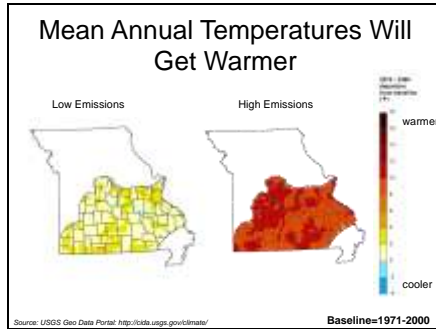 Mean Annual Temperatures Will
Get Warmer
Low Emissions
High Emissions
warmer
cooler
Source: USGS Geo Data Portal: http://cida.usgs.gov/climate/
Baseline=1971-2000